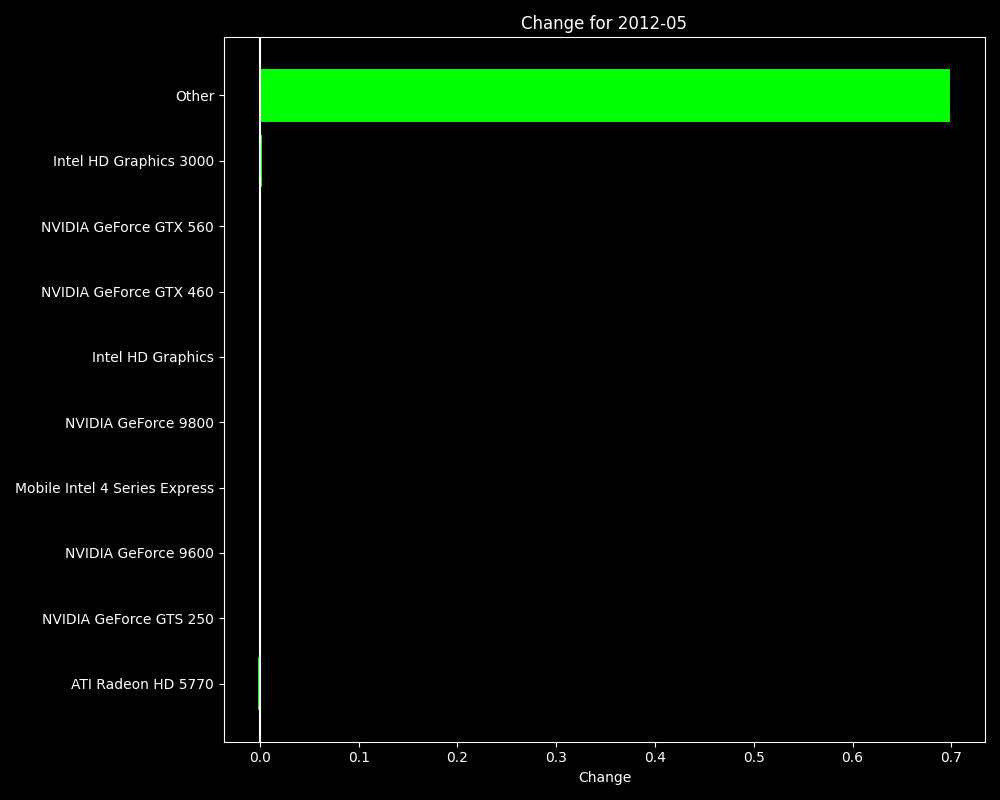 Change for 2012-05
Other
Intel HD Graphics 3000
NVIDIA GeForce GTX 560
NVIDIA GeForce GTX 460
Intel HD Graphics
NVIDIA GeForce 9800
Mobile Intel 4 Series Express
NVIDIA GeForce 9600
NVIDIA GeForce GTS 250
ATI Radeon HD 5770
0.0 0.1 0.2 0.3 0.4 0.5 0.6 0.7
Change